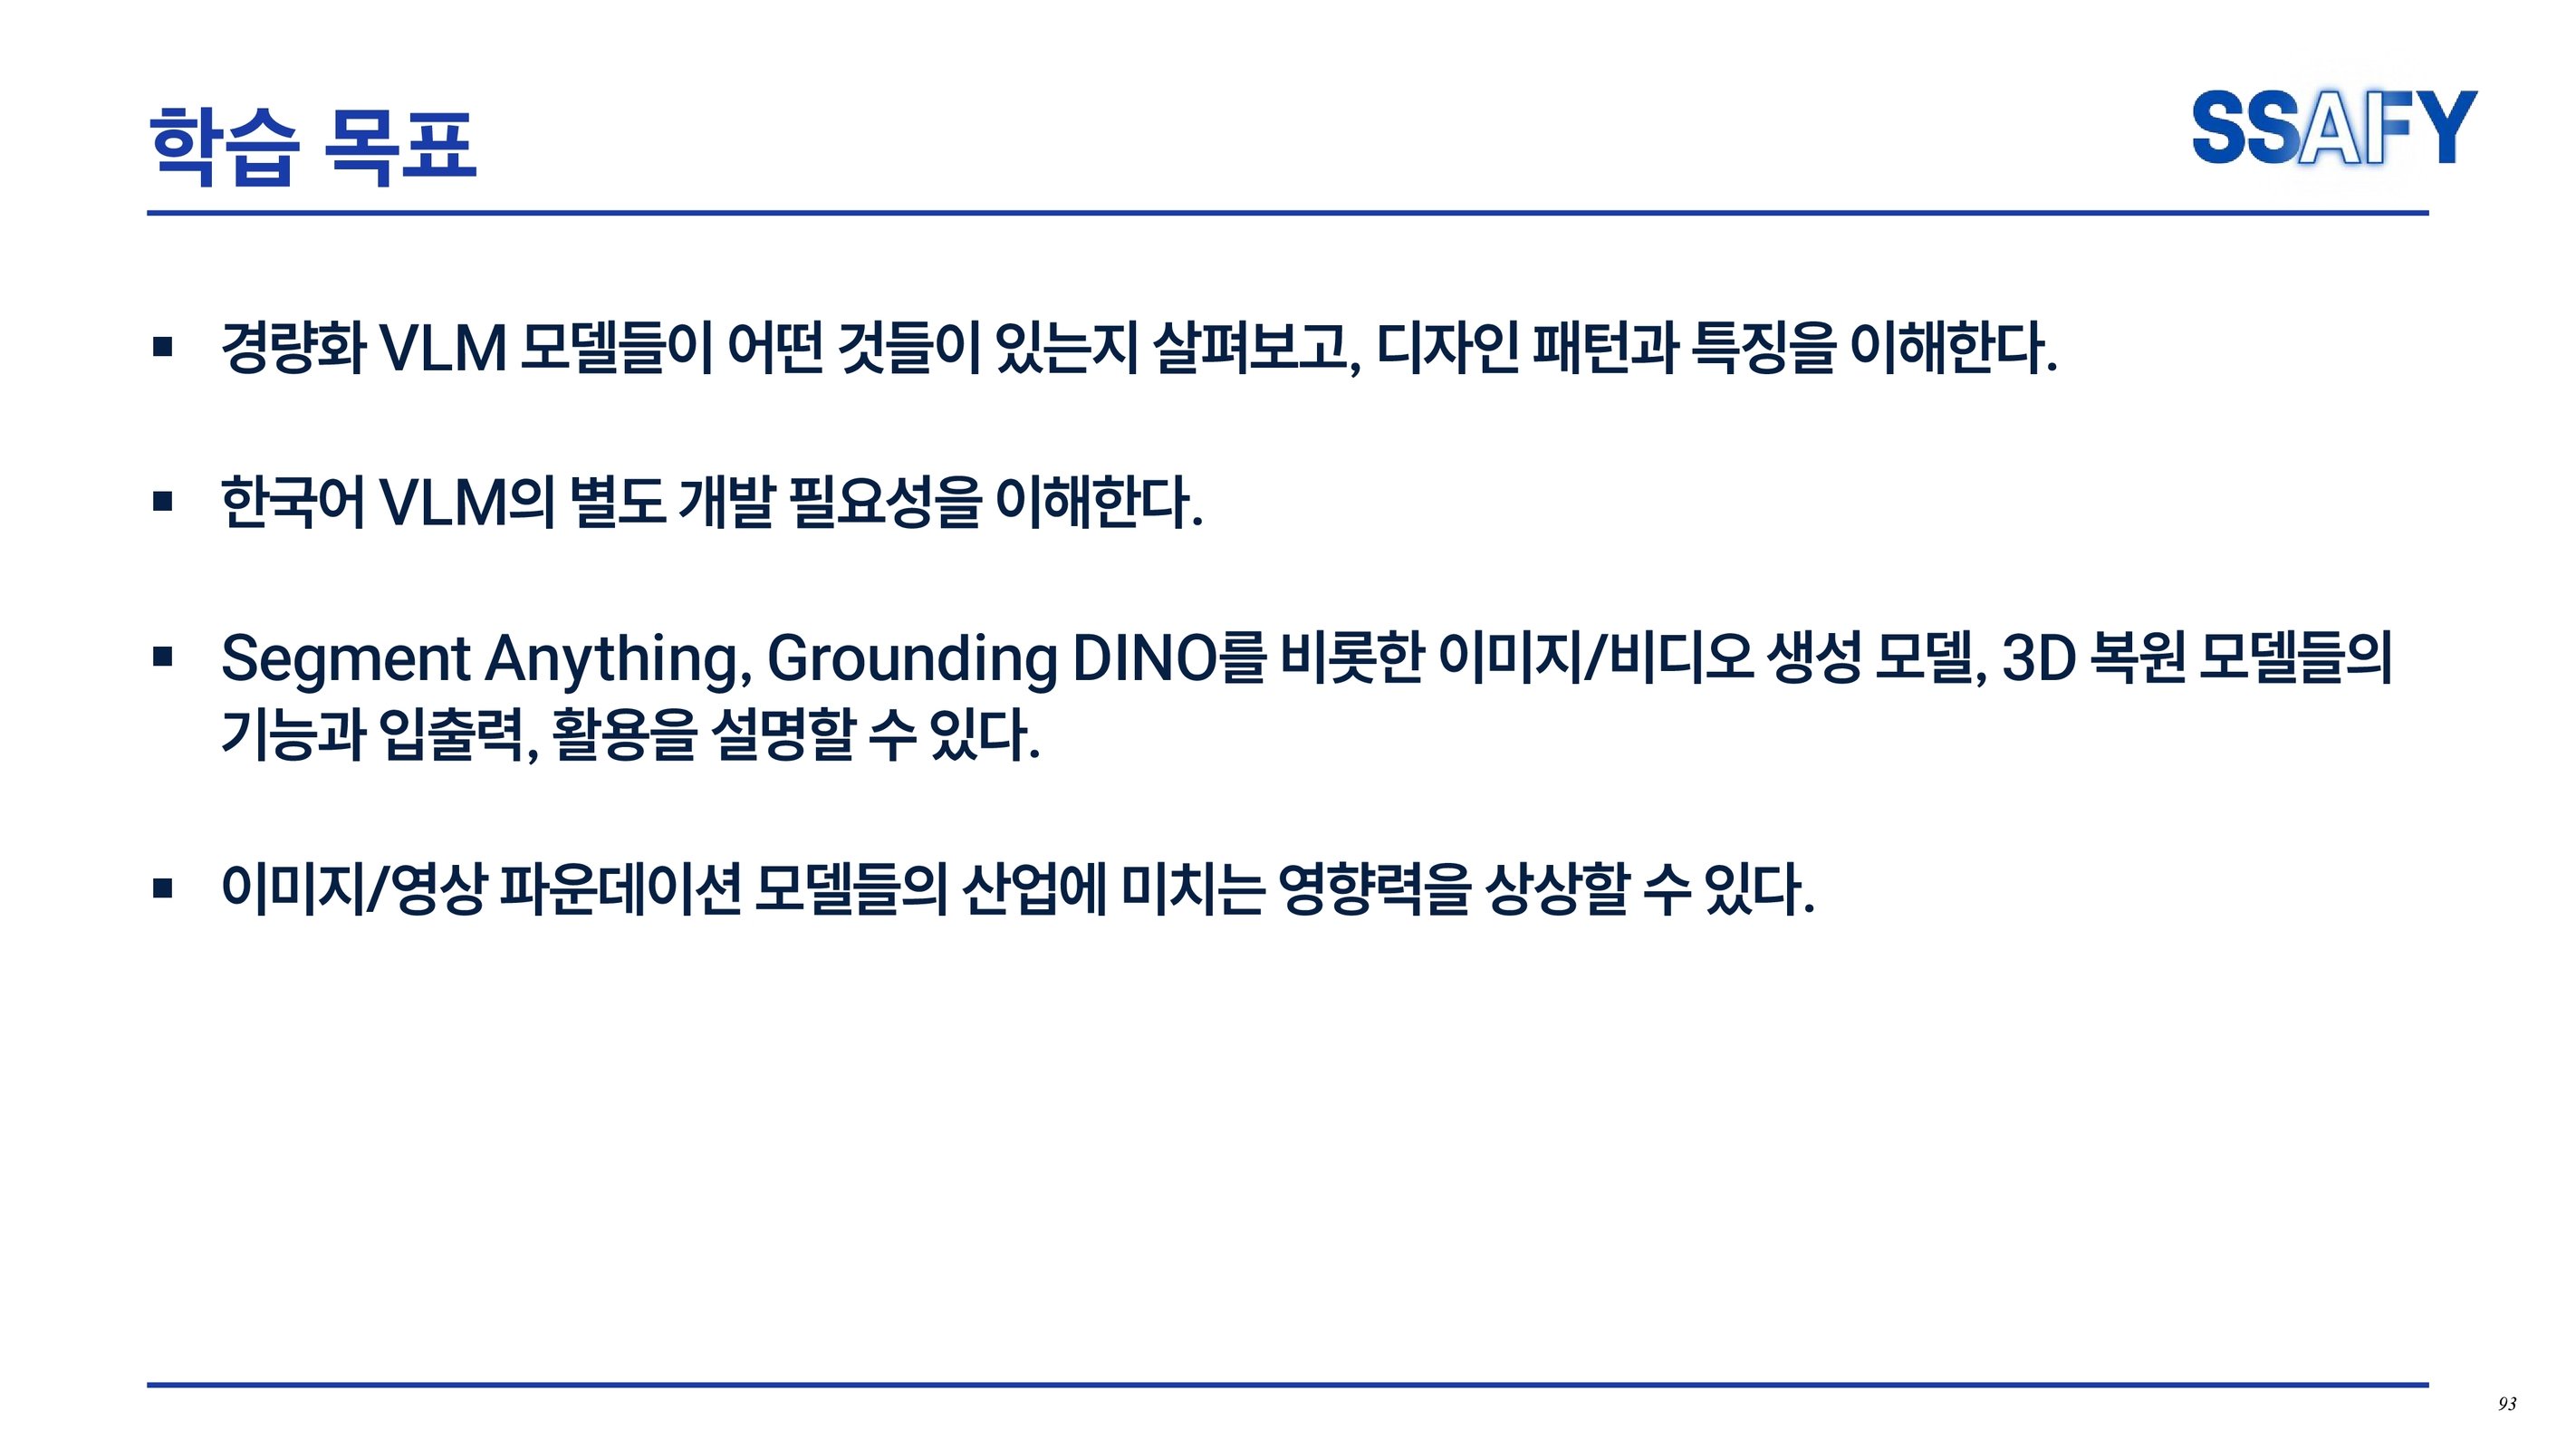 학습 목표
SSAFY
▪ 경량화 VLM 모델들이 어떤 것들이 있는지 살펴보고, 디자인 패턴과 특징을 이해한다.
▪ 한국어 VLM의 별도 개발 필요성을 이해한다.
▪ Segment Anything, Grounding DINO를 비롯한 이미지/비디오 생성 모델, 3D 복원 모델들의
기능과 입출력, 활용을 설명할 수 있다.
▪ 이미지/영상 파운데이션 모델들의 산업에 미치는 영향력을 상상할 수 있다.
93